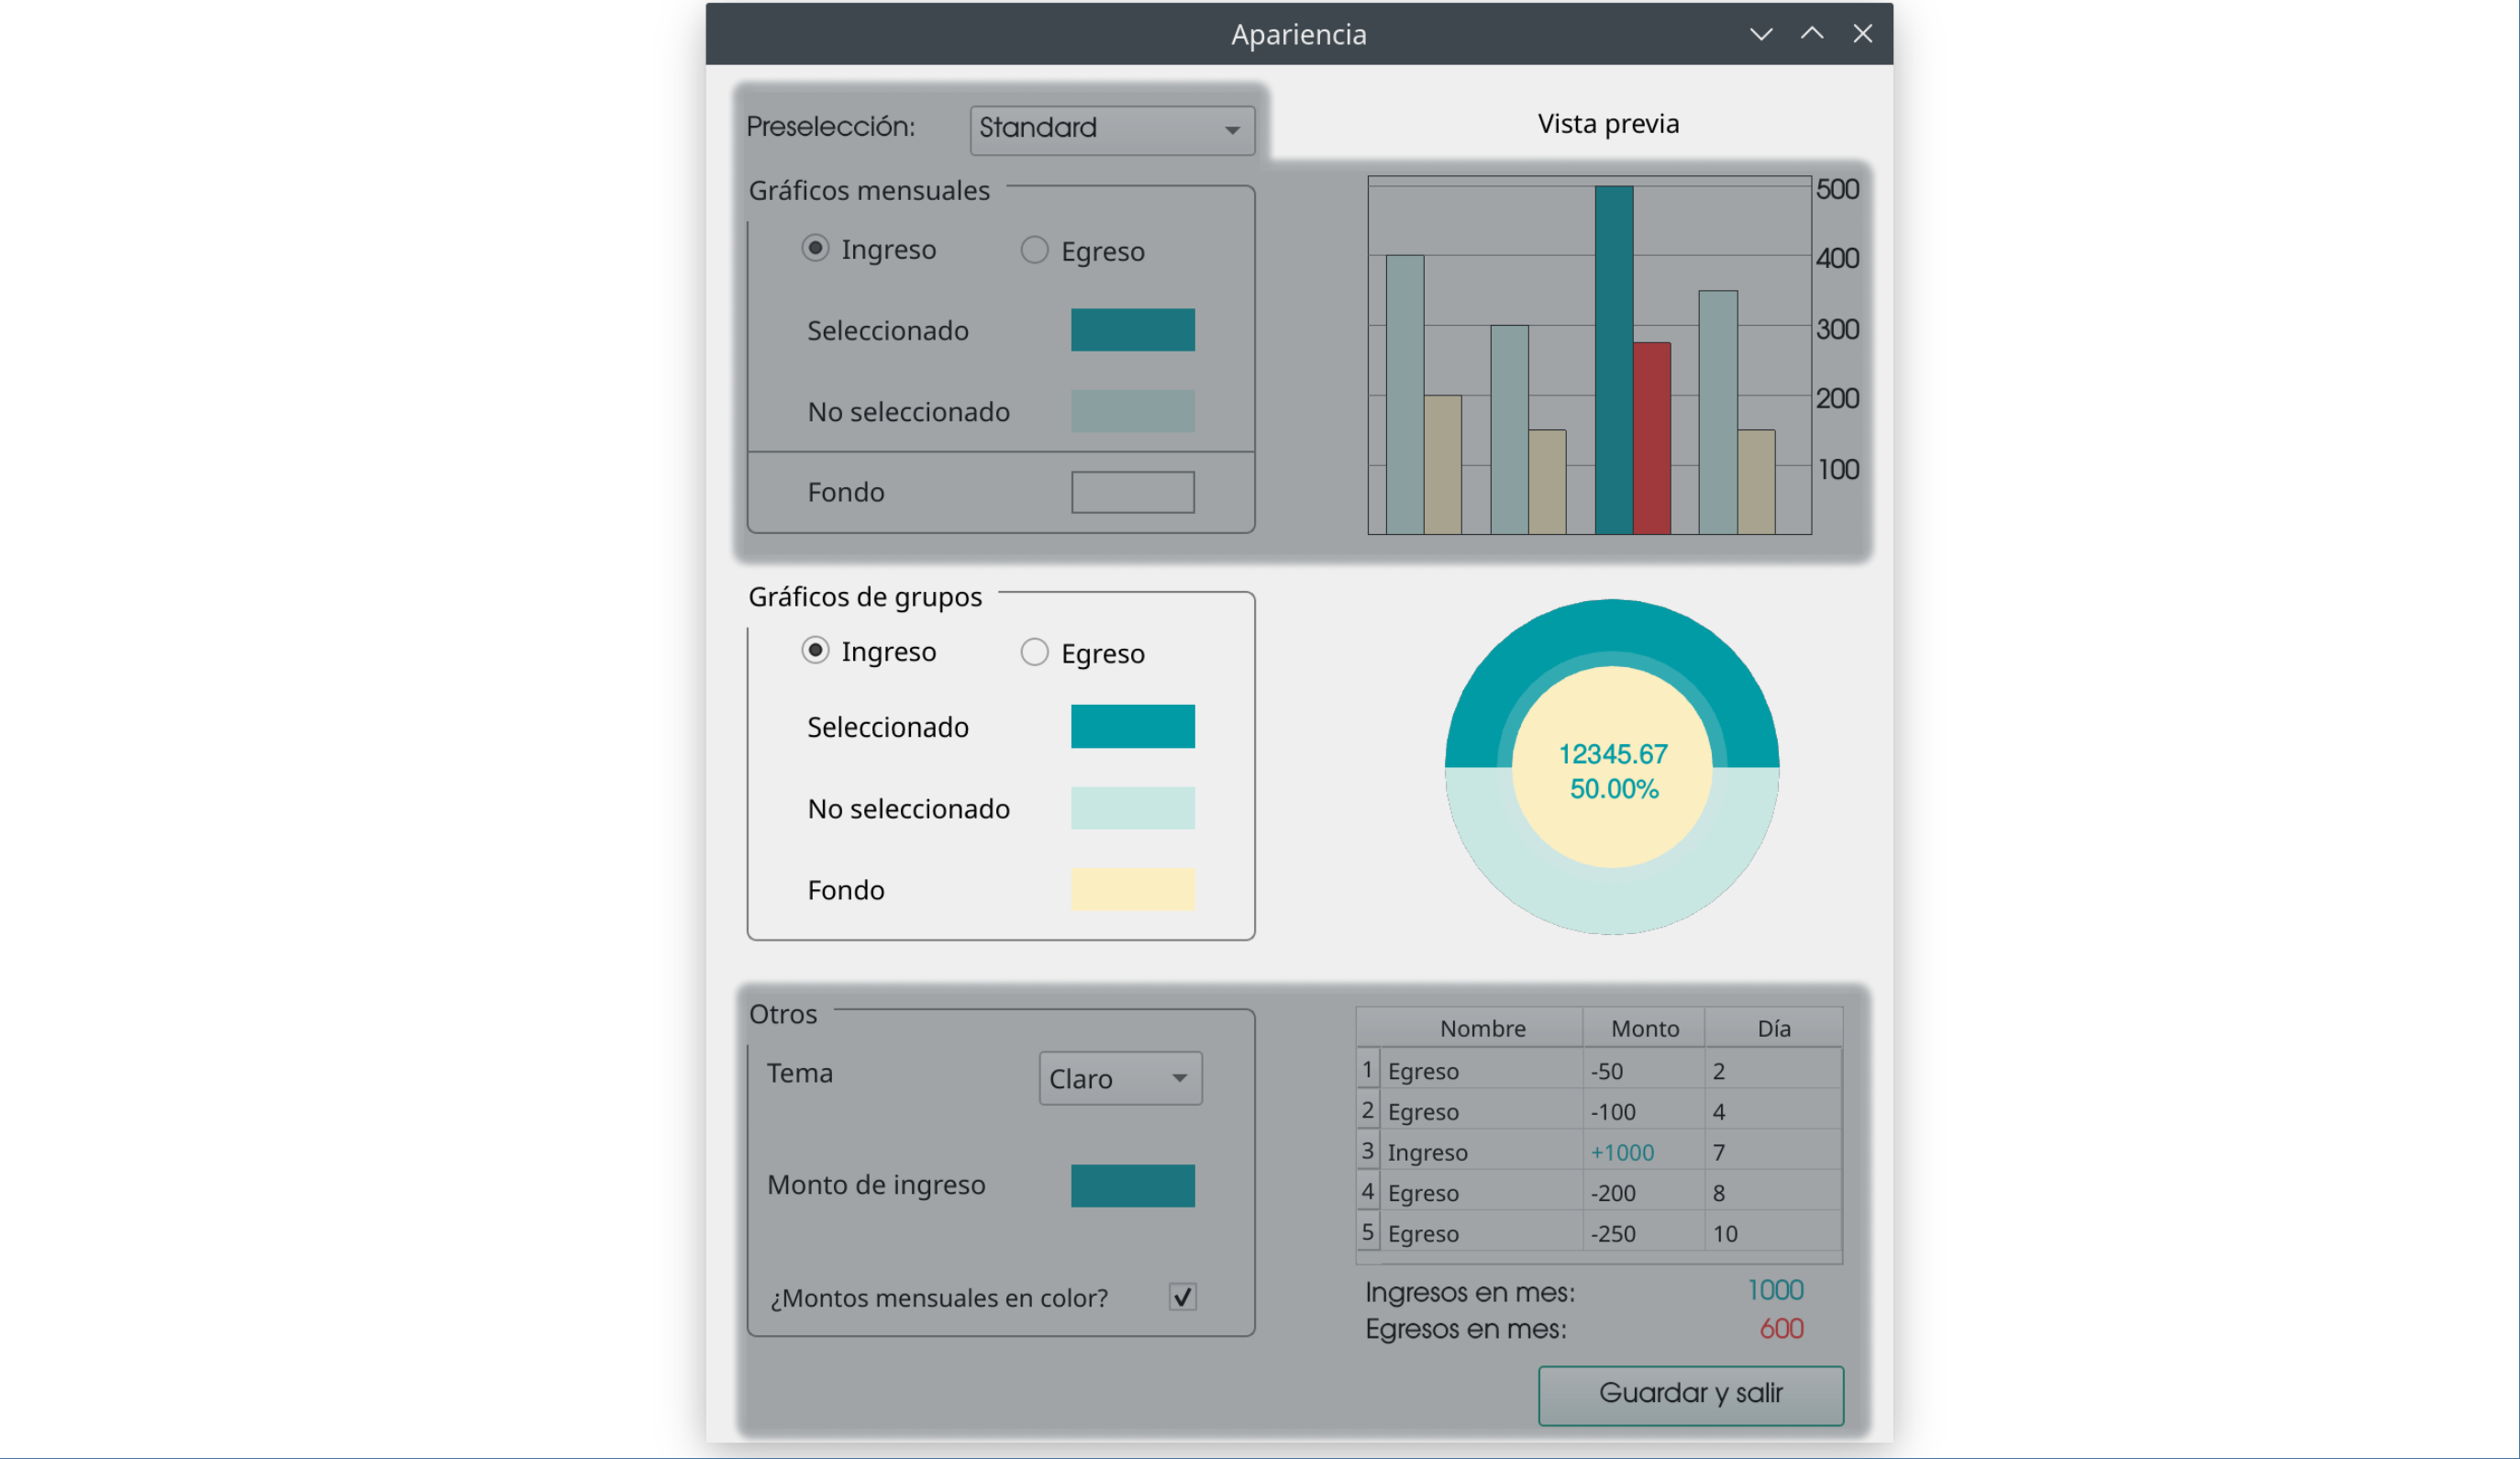 Apariencia
Preselección: Standard
Vista previa
Gráficos mensuales
Ingreso Egreso
Seleccionado
No seleccionado
Fondo
500
400
300
200
100
Gráficos de grupos
Ingreso Egreso
Seleccionado
No seleccionado
Fondo
12345.67
50.00%
Otros
Tema Claro
Monto de ingreso
¿Montos mensuales en color?
Nombre Monto Día
1 Egreso -50 2
2 Egreso -100 4
3 Ingreso +1000 7
4 Egreso -200 8
5 Egreso -250 10
Ingresos en mes: 1000
Egresos en mes: 600
Guardar y salir